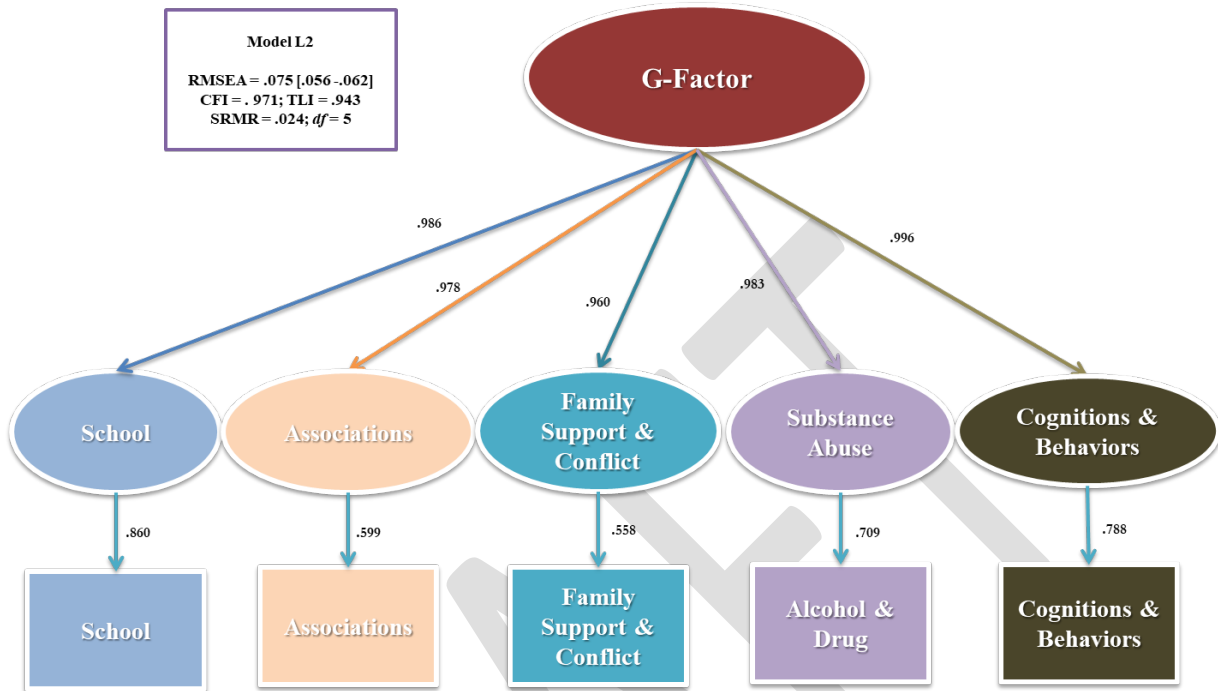 Model L2
RMSEA = .075 [.056 -.062]
CFI = . 971; TLI = .943
SRMR = .024; df = 5
G-Factor
.986
.978
.960
.983
.996
School
Associations
Family
Support &
Conflict
Substance
Abuse
Cognitions &
Behaviors
.860
.599
.558
.709
.788
School
Associations
Family
Support &
Conflict
Alcohol &
Drug
Cognitions &
Behaviors